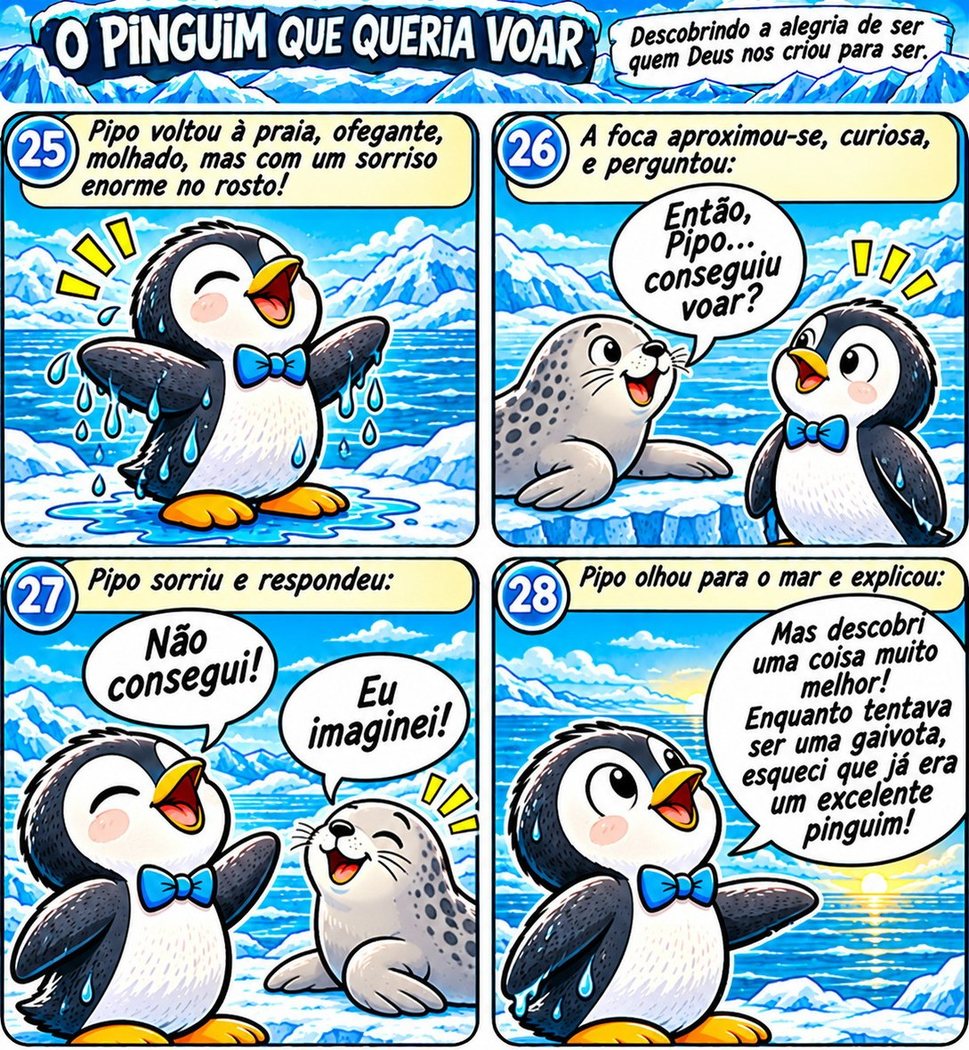 O PINGUIM QUE QUERIA VOAR
Descobrindo a alegria de ser
quem Deus nos criou para ser.
25
Pipo voltou à praia, ofegante,
molhado, mas com um sorriso
enorme no rosto!
26
A foca aproximou-se, curiosa,
e perguntou:
Então,
Pipo...
conseguiu
voar?
27
Pipo sorriu e respondeu:
Não
consegui!
Eu
imaginei!
28
Pipo olhou para o mar e explicou:
Mas descobri
uma coisa muito
melhor!
Enquanto tentava
ser uma gaivota,
esqueci que já era
um excelente
pinguim!